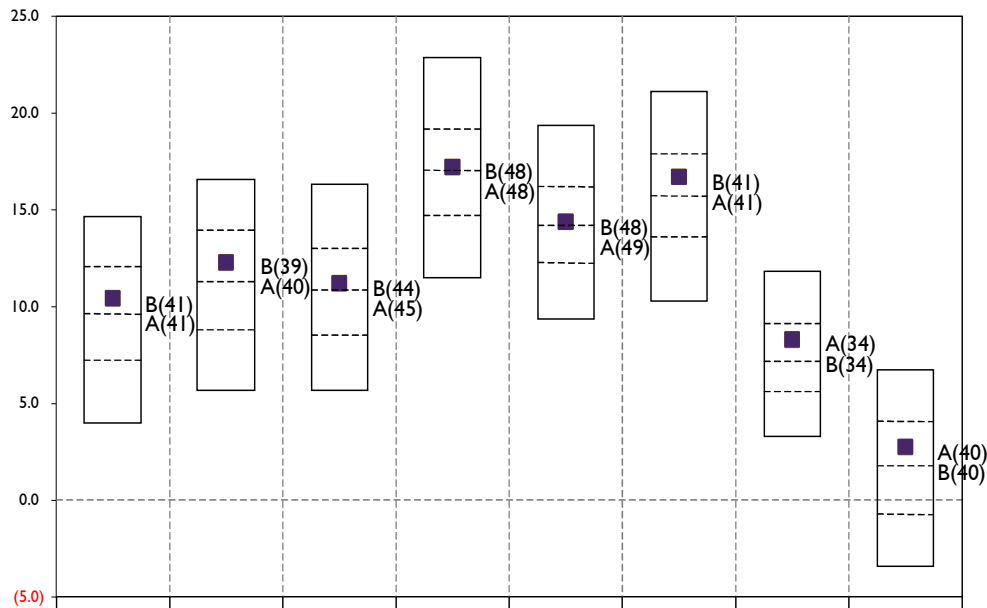 25.0
20.0
15.0
10.0
5.0
0.0
(5.0)
B(41)
A(41)
B(39)
A(40)
B(44)
A(45)
B(48)
A(48)
B(48)
A(49)
B(41)
A(41)
A(34)
B(34)
A(40)
B(40)